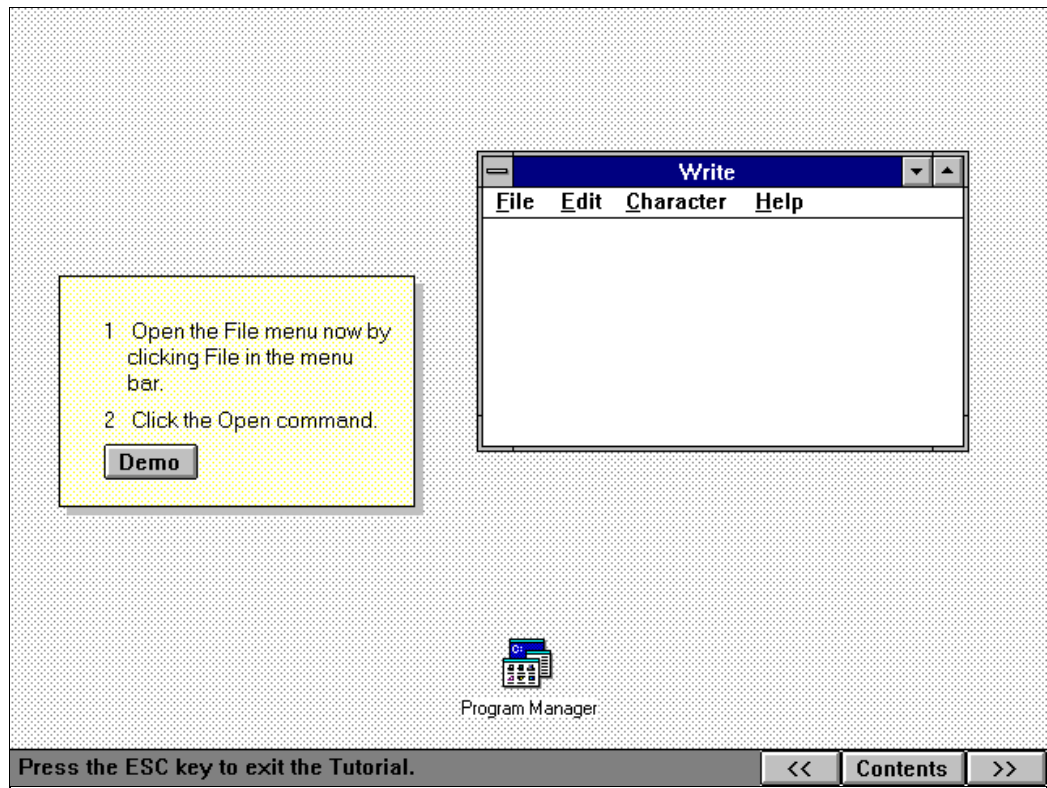 Write
File Edit Character Help
1 Open the File menu now by
clicking File in the menu
bar.
2 Click the Open command.
Demo
C:
Program Manager
Press the ESC key to exit the Tutorial.
<< Contents >>